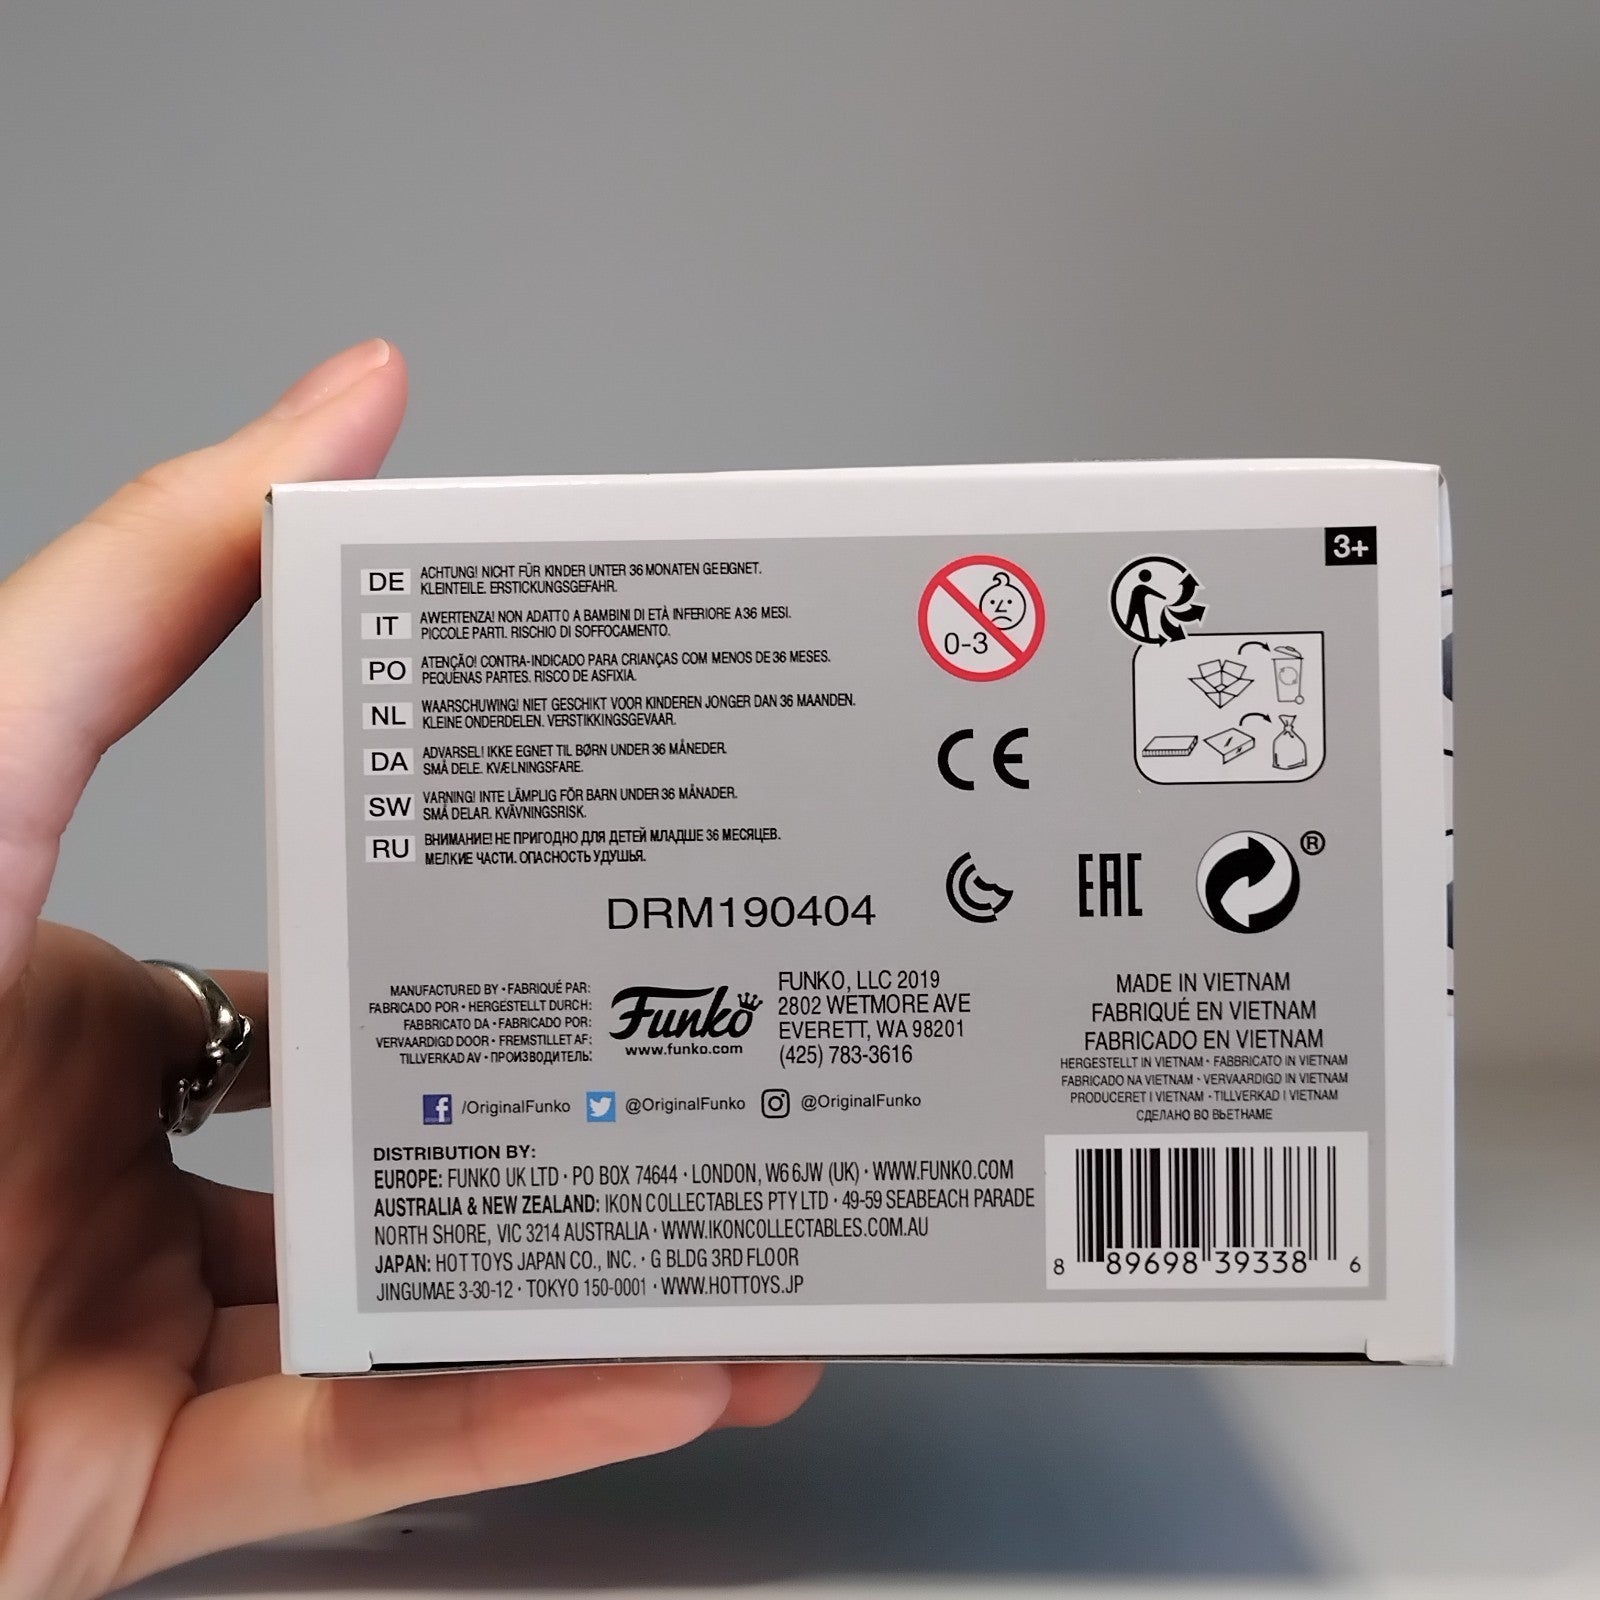 3+
DE ACHTUNG! NICHT FÜR KINDER UNTER 36 MONATEN GEEIGNET.
KLEINTEILE. ERSTICKUNGSGEFAHR.
IT AVVERTENZA! NON ADATTO A BAMBINI DI ETÀ INFERIORE A 36 MESI.
PICCOLE PARTI. RISCHIO DI SOFFOCAMENTO.
PO ATENÇÃO! CONTRA-INDICADO PARA CRIANÇAS COM MENOS DE 36 MESES.
PEQUENAS PARTES. RISCO DE ASFIXIA.
NL WAARSCHUWING! NIET GESCHIKT VOOR KINDEREN JONGER DAN 36 MAANDEN.
KLEINE ONDERDELEN. VERSTIKKINGSGEVAAR.
DA ADVARSEL! IKKE EGNET TIL BØRN UNDER 36 MÅNEDER.
SMÅ DELE. KVÆLNINGSFARE.
SW VARNING! INTE LÄMPLIG FÖR BARN UNDER 36 MÅNADER.
SMÅ DELAR. KVÄVNINGSRISK.
RU ВНИМАНИЕ! НЕ ПРИГОДНО ДЛЯ ДЕТЕЙ МЛАДШЕ 36 МЕСЯЦЕВ.
МЕЛКИЕ ЧАСТИ. ОПАСНОСТЬ УДУШЬЯ.
0-3
CE
EAC
®
DRM190404
MANUFACTURED BY • FABRIQUÉ PAR:
FABRICADO POR • HERGESTELLT DURCH:
FABBRICATO DA • FABRICADO POR:
VERVAARDIGD DOOR • FREMSTILLET AF:
TILLVERKAD AV • ПРОИЗВОДИТЕЛЬ:
Funko
www.funko.com
FUNKO, LLC 2019
2802 WETMORE AVE
EVERETT, WA 98201
(425) 783-3616
MADE IN VIETNAM
FABRIQUÉ EN VIETNAM
FABRICADO EN VIETNAM
HERGESTELLT IN VIETNAM • FABBRICATO IN VIETNAM
FABRICADO NA VIETNAM • VERVAARDIGD IN VIETNAM
PRODUCERET I VIETNAM • TILLVERKAD I VIETNAM
СДЕЛАНО ВО ВЬЕТНАМЕ
/OriginalFunko @OriginalFunko @OriginalFunko
DISTRIBUTION BY:
EUROPE: FUNKO UK LTD • PO BOX 74644 • LONDON, W6 6JW (UK) • WWW.FUNKO.COM
AUSTRALIA & NEW ZEALAND: IKON COLLECTABLES PTY LTD • 49-59 SEABEACH PARADE
NORTH SHORE, VIC 3214 AUSTRALIA • WWW.IKONCOLLECTABLES.COM.AU
JAPAN: HOT TOYS JAPAN CO., INC. • G BLDG 3RD FLOOR
JINGUMAE 3-30-12 • TOKYO 150-0001 • WWW.HOTTOYS.JP
8 89698 39338 6